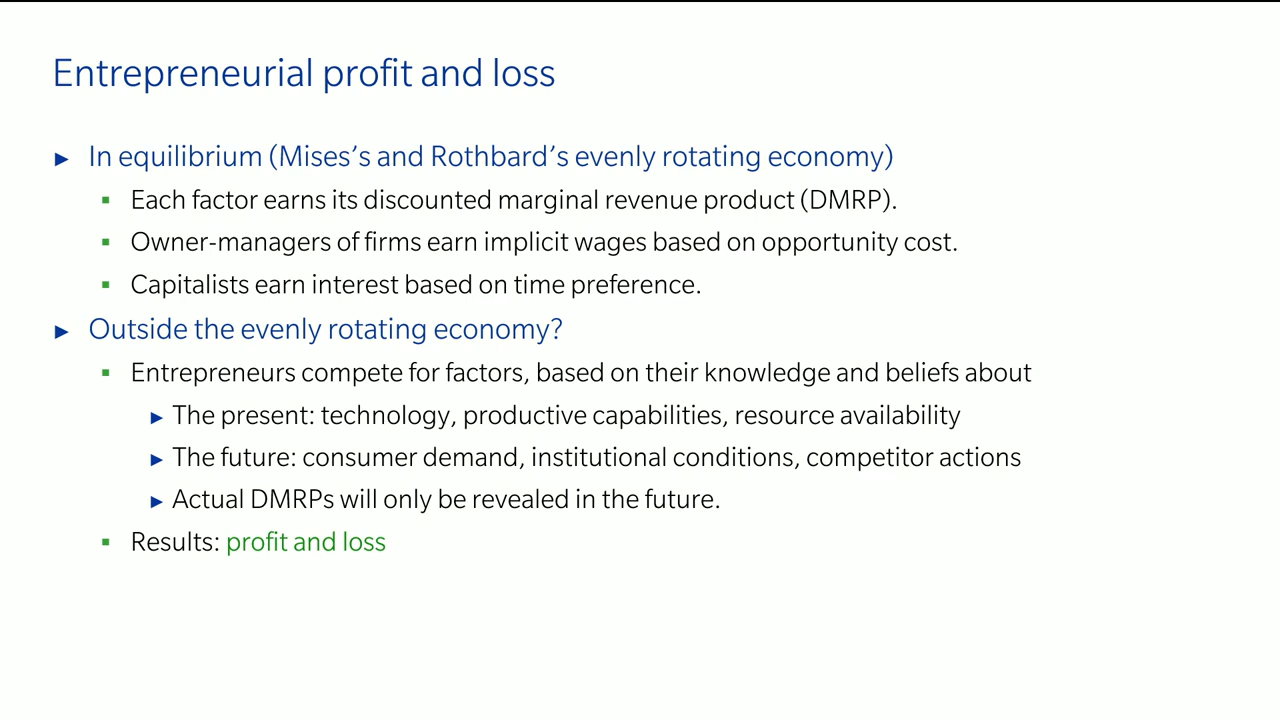 Entrepreneurial profit and loss
► In equilibrium (Mises’s and Rothbard’s evenly rotating economy)
▪ Each factor earns its discounted marginal revenue product (DMRP).
▪ Owner-managers of firms earn implicit wages based on opportunity cost.
▪ Capitalists earn interest based on time preference.
► Outside the evenly rotating economy?
▪ Entrepreneurs compete for factors, based on their knowledge and beliefs about
► The present: technology, productive capabilities, resource availability
► The future: consumer demand, institutional conditions, competitor actions
► Actual DMRPs will only be revealed in the future.
▪ Results: profit and loss